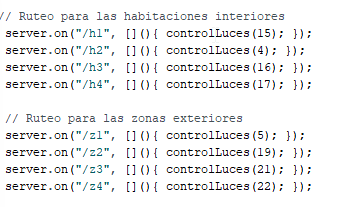 // Ruteo para las habitaciones interiores
server.on("/h1", [](){ controlLuces(15); });
server.on("/h2", [](){ controlLuces(4); });
server.on("/h3", [](){ controlLuces(16); });
server.on("/h4", [](){ controlLuces(17); });
// Ruteo para las zonas exteriores
server.on("/z1", [](){ controlLuces(5); });
server.on("/z2", [](){ controlLuces(19); });
server.on("/z3", [](){ controlLuces(21); });
server.on("/z4", [](){ controlLuces(22); });